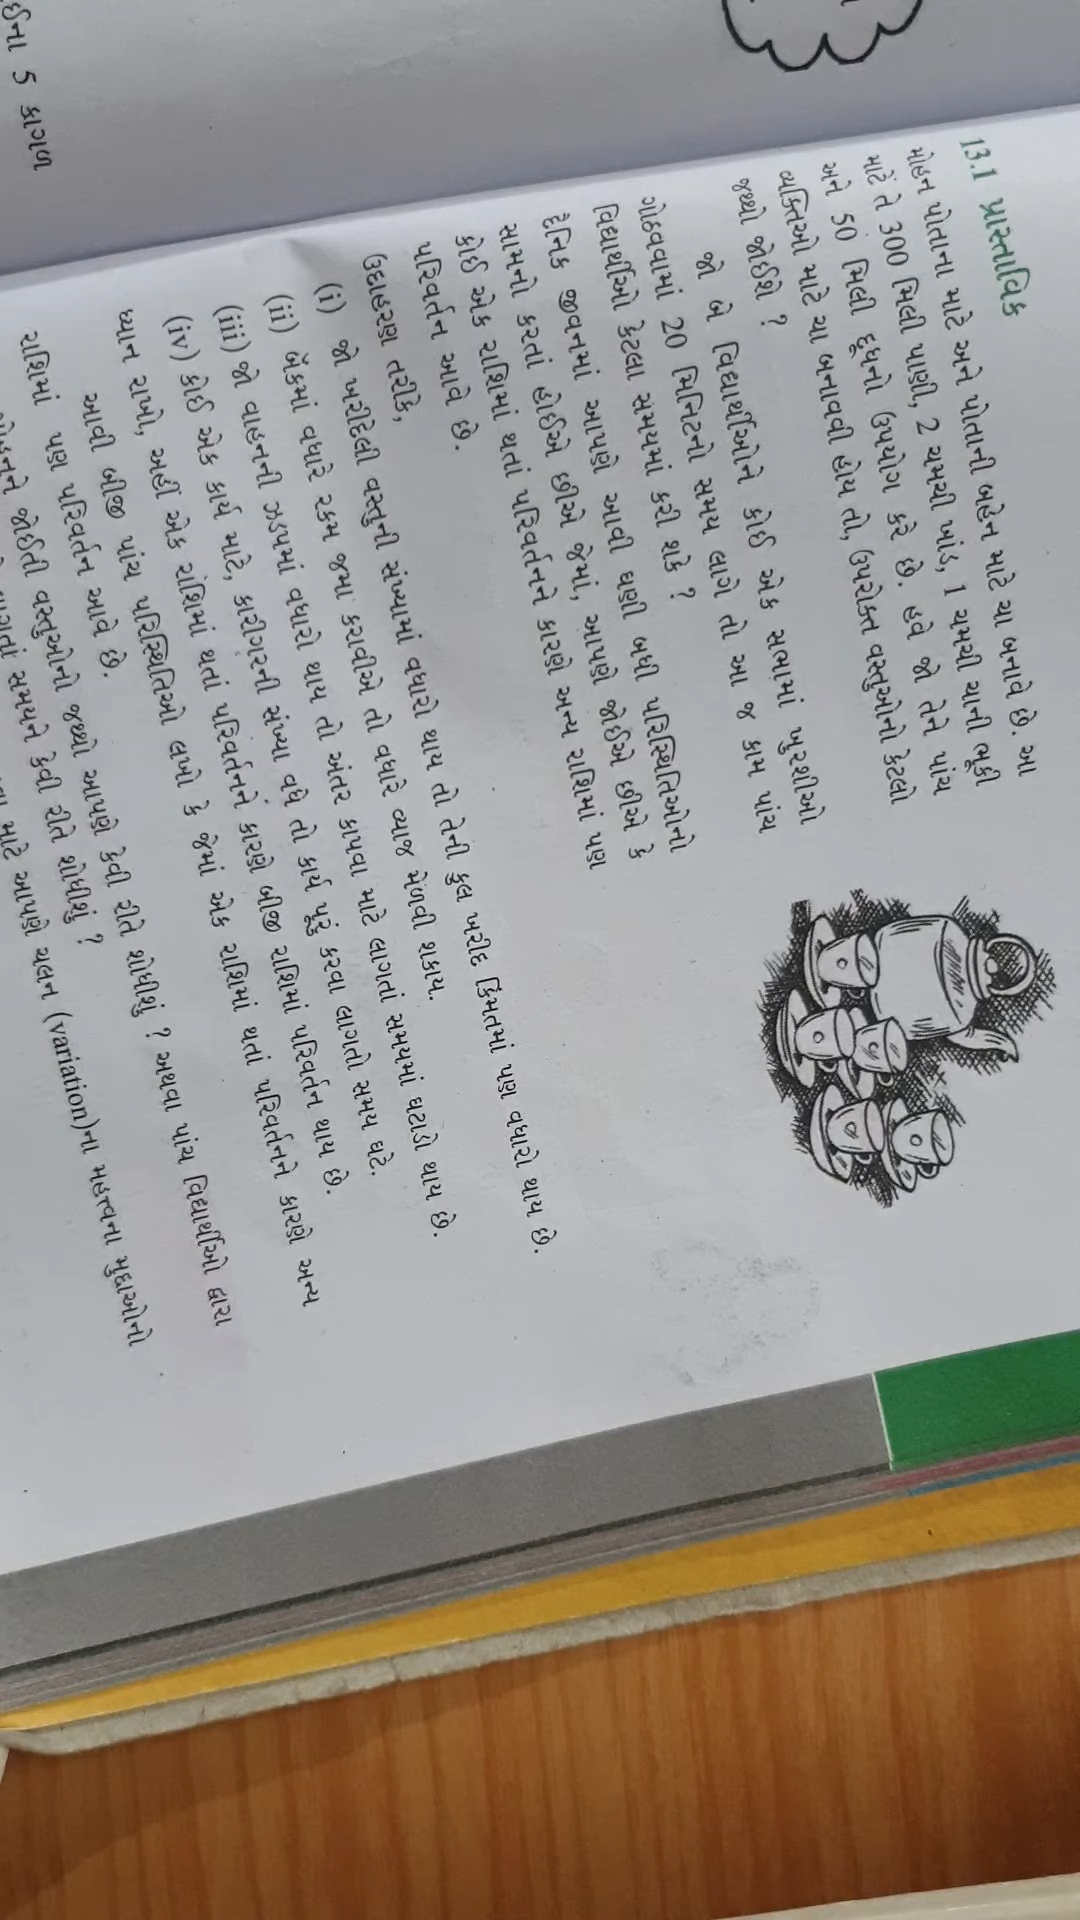 ઈના 5 કાગળ
13.1 પ્રાસ્તાવિક
મોહન પોતાના માટે અને પોતાની બહેન માટે ચા બનાવે છે. આ
માટે તે 300 મિલી પાણી, 2 ચમચી ખાંડ, 1 ચમચી ચાની ભૂકી
અને 50 મિલી દૂધનો ઉપયોગ કરે છે. હવે જો તેને પાંચ
વ્યક્તિઓ માટે ચા બનાવવી હોય તો, ઉપરોક્ત વસ્તુઓનો કેટલો
જથ્થો જોઈશે ?
જો બે વિદ્યાર્થીઓને કોઈ એક સભામાં ખુરશીઓ
ગોઠવવામાં 20 મિનિટનો સમય લાગે તો આ જ કામ પાંચ
વિદ્યાર્થીઓ કેટલા સમયમાં કરી શકે ?
દૈનિક જીવનમાં આપણે આવી ઘણી બધી પરિસ્થિતિઓનો
સામનો કરતાં હોઈએ છીએ જેમાં, આપણે જોઈએ છીએ કે
કોઈ એક રાશિમાં થતાં પરિવર્તનને કારણે અન્ય રાશિમાં પણ
પરિવર્તન આવે છે.
ઉદાહરણ તરીકે,
(i) જો ખરીદેલી વસ્તુની સંખ્યામાં વધારો થાય તો તેની કુલ ખરીદ કિંમતમાં પણ વધારો થાય છે.
(ii) બૅંકમાં વધારે રકમ જમા કરાવીએ તો વધારે વ્યાજ મેળવી શકાય.
(iii) જો વાહનની ઝડપમાં વધારો થાય તો અંતર કાપવા માટે લાગતાં સમયમાં ઘટાડો થાય છે.
(iv) કોઈ એક કાર્ય માટે, કારીગરની સંખ્યા વધે તો કાર્ય પૂરું કરવા લાગતો સમય ઘટે.
ધ્યાન રાખો, અહીં એક રાશિમાં થતાં પરિવર્તનને કારણે બીજી રાશિમાં પરિવર્તન થાય છે.
આવી બીજી પાંચ પરિસ્થિતિઓ લખો કે જેમાં એક રાશિમાં થતાં પરિવર્તનને કારણે અન્ય
રાશિમાં પણ પરિવર્તન આવે છે.
જોઈતી વસ્તુઓનો જથ્થો આપણે કેવી રીતે શોધીશું ? અથવા પાંચ વિદ્યાર્થીઓ દ્વારા
લાગતાં સમયને કેવી રીતે શોધીશું ?
માટે આપણે ચલન (variation)ના મહત્ત્વના મુદ્દાઓનો